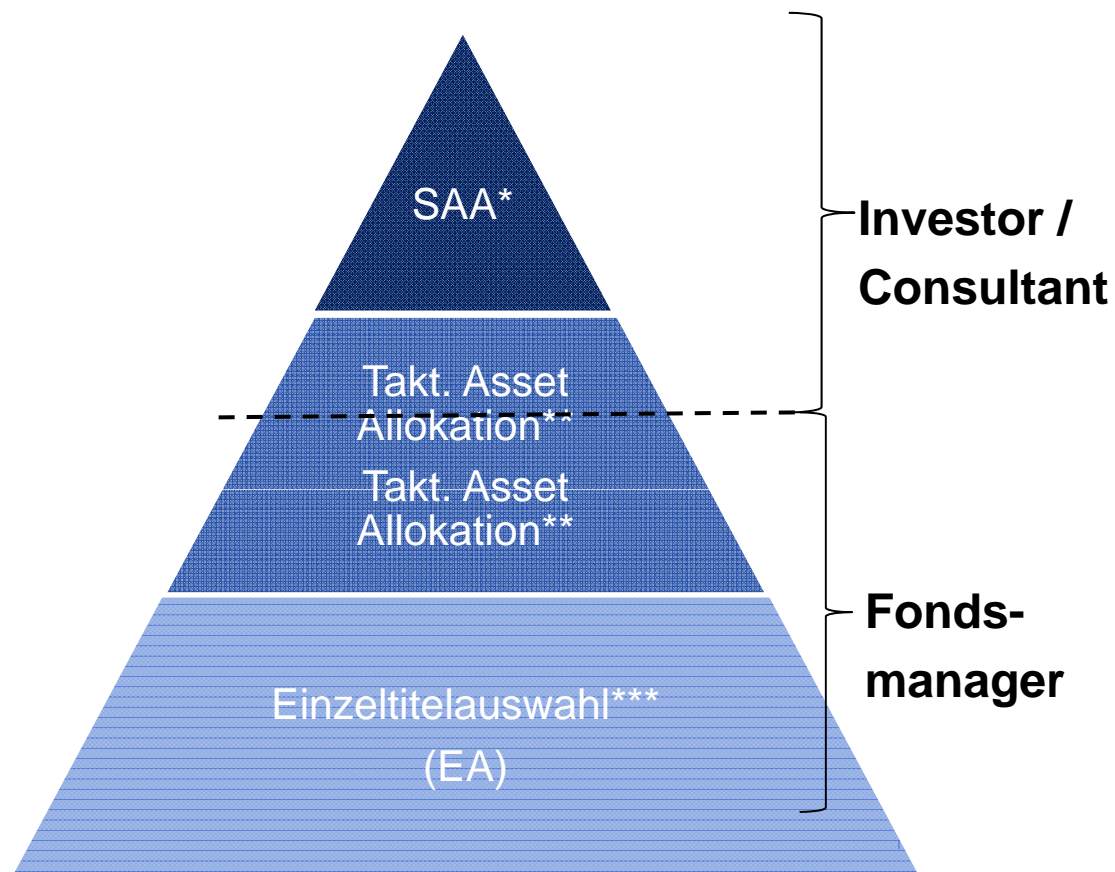 SAA*
Investor /
Consultant
Takt. Asset
Allokation**
Takt. Asset
Allokation**
Fonds-
manager
Einzeltitelauswahl***
(EA)